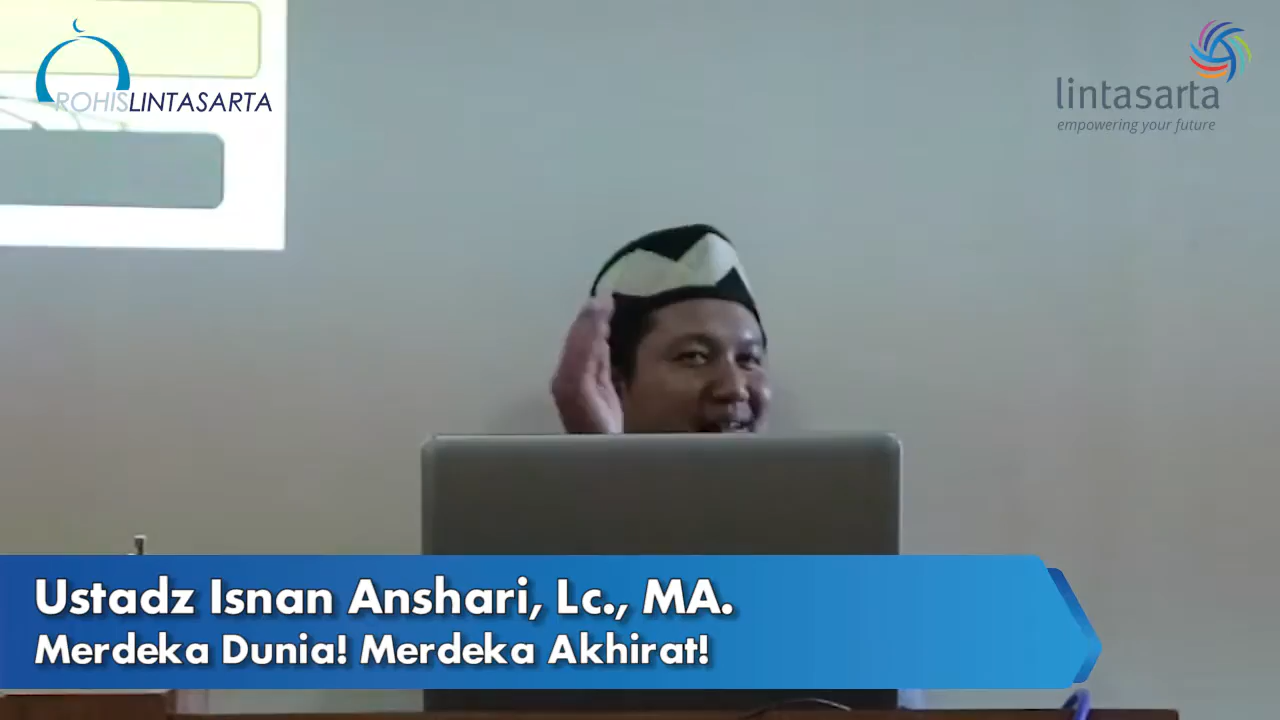 ROHISLINTASARTA
lintasarta
empowering your future
Ustadz Isnan Anshari, Lc., MA.
Merdeka Dunia! Merdeka Akhirat!